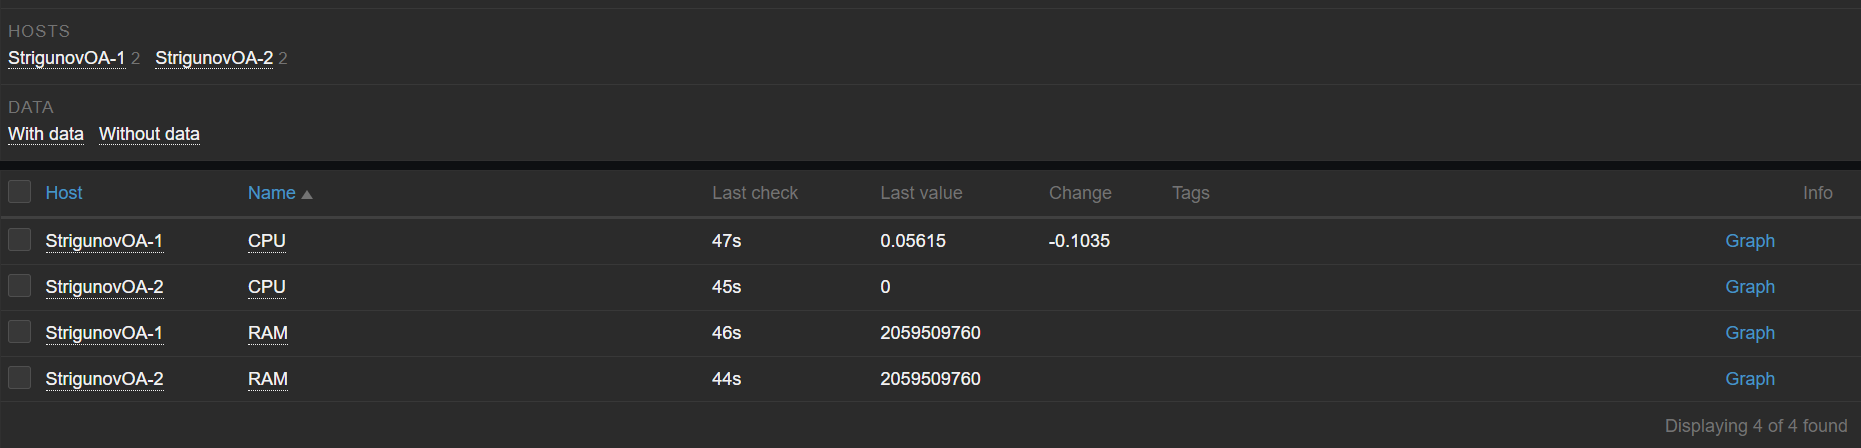 HOSTS
StrigunovOA-1 2 StrigunovOA-2 2
DATA
With data Without data
Host Name Last check Last value Change Tags Info
StrigunovOA-1 CPU 47s 0.05615 -0.1035 Graph
StrigunovOA-2 CPU 45s 0 Graph
StrigunovOA-1 RAM 46s 2059509760 Graph
StrigunovOA-2 RAM 44s 2059509760 Graph
Displaying 4 of 4 found